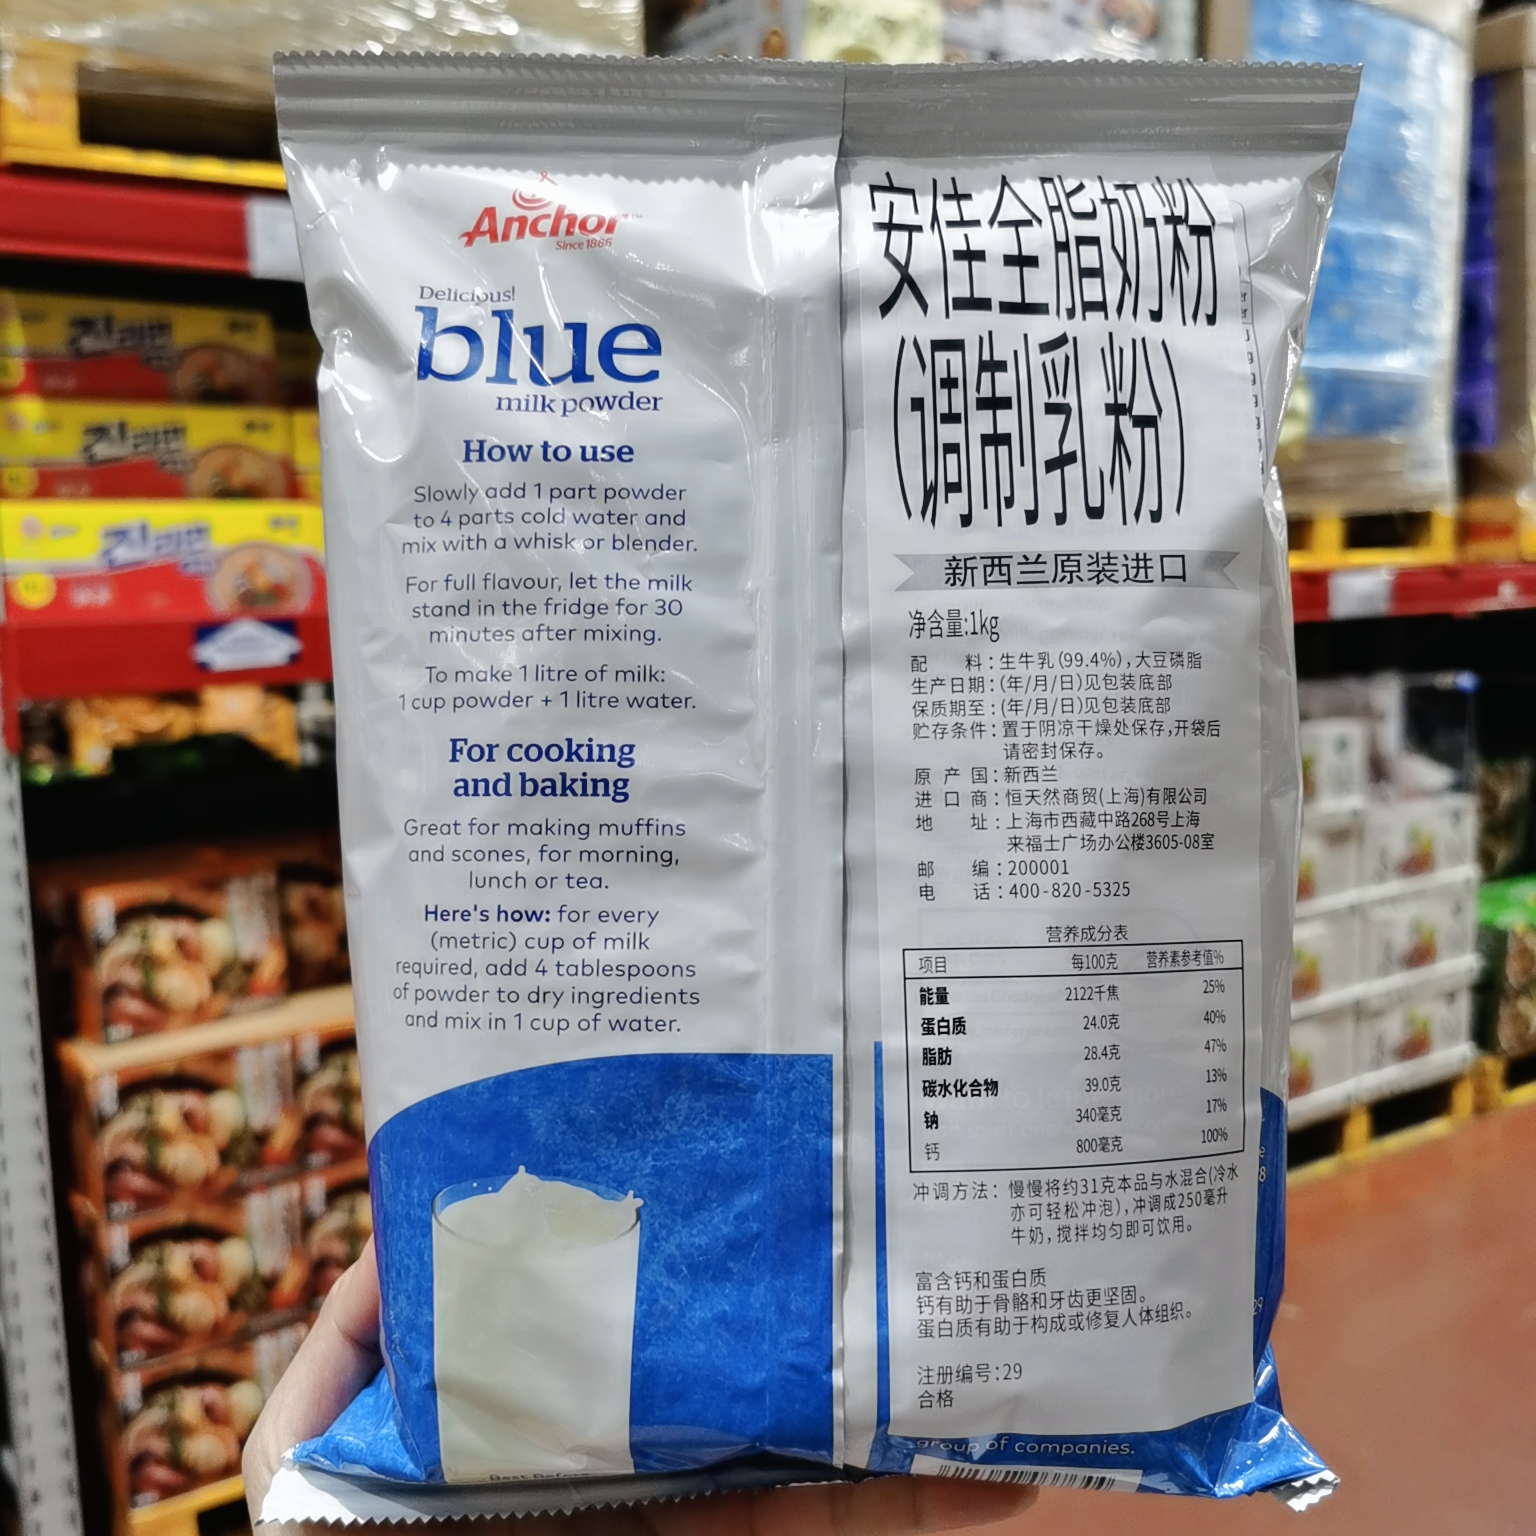 Anchor™
Since 1886
Delicious!
blue
milk powder
How to use
Slowly add 1 part powder
to 4 parts cold water and
mix with a whisk or blender.
For full flavour, let the milk
stand in the fridge for 30
minutes after mixing.
To make 1 litre of milk:
1 cup powder + 1 litre water.
For cooking
and baking
Great for making muffins
and scones, for morning,
lunch or tea.
Here's how: for every
(metric) cup of milk
required, add 4 tablespoons
of powder to dry ingredients
and mix in 1 cup of water.
Best Before
安佳全脂奶粉
(调制乳粉)
新西兰原装进口
净含量:1kg
配 料:生牛乳(99.4%),大豆磷脂
生产日期:(年/月/日)见包装底部
保质期至:(年/月/日)见包装底部
贮存条件:置于阴凉干燥处保存,开袋后
请密封保存。
原 产 国:新西兰
进 口 商:恒天然商贸(上海)有限公司
地 址:上海市西藏中路268号上海
来福士广场办公楼3605-08室
邮 编:200001
电 话:400-820-5325
营养成分表
项目 每100克 营养素参考值%
能量 2122千焦 25%
蛋白质 24.0克 40%
脂肪 28.4克 47%
碳水化合物 39.0克 13%
钠 340毫克 17%
钙 800毫克 100%
冲调方法:慢慢将约31克本品与水混合(冷水
亦可轻松冲泡),冲调成250毫升
牛奶,搅拌均匀即可饮用。
富含钙和蛋白质
钙有助于骨骼和牙齿更坚固。
蛋白质有助于构成或修复人体组织。
注册编号:29
合格
group of companies.
진라면
진라면
진라면